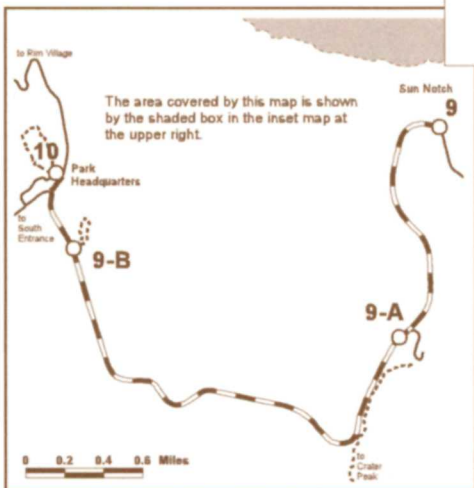 to Rim Village
The area covered by this map is shown
by the shaded box in the inset map at
the upper right.
Sun Notch
9
10
Park
Headquarters
to
South
Entrance
9-B
9-A
0 0.2 0.4 0.6 Miles
to
Crater
Peak